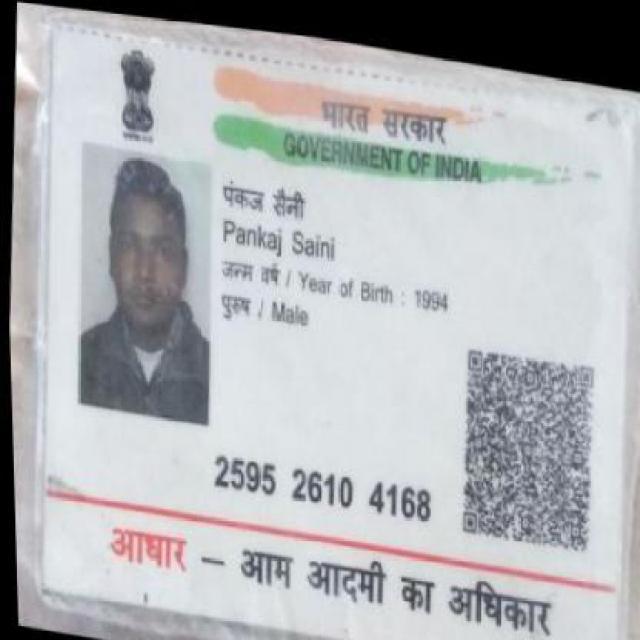 भारत सरकार
GOVERNMENT OF INDIA
पंकज सैनी
Pankaj Saini
जन्म वर्ष / Year of Birth : 1994
पुरुष / Male
2595 2610 4168
आधार – आम आदमी का अधिकार